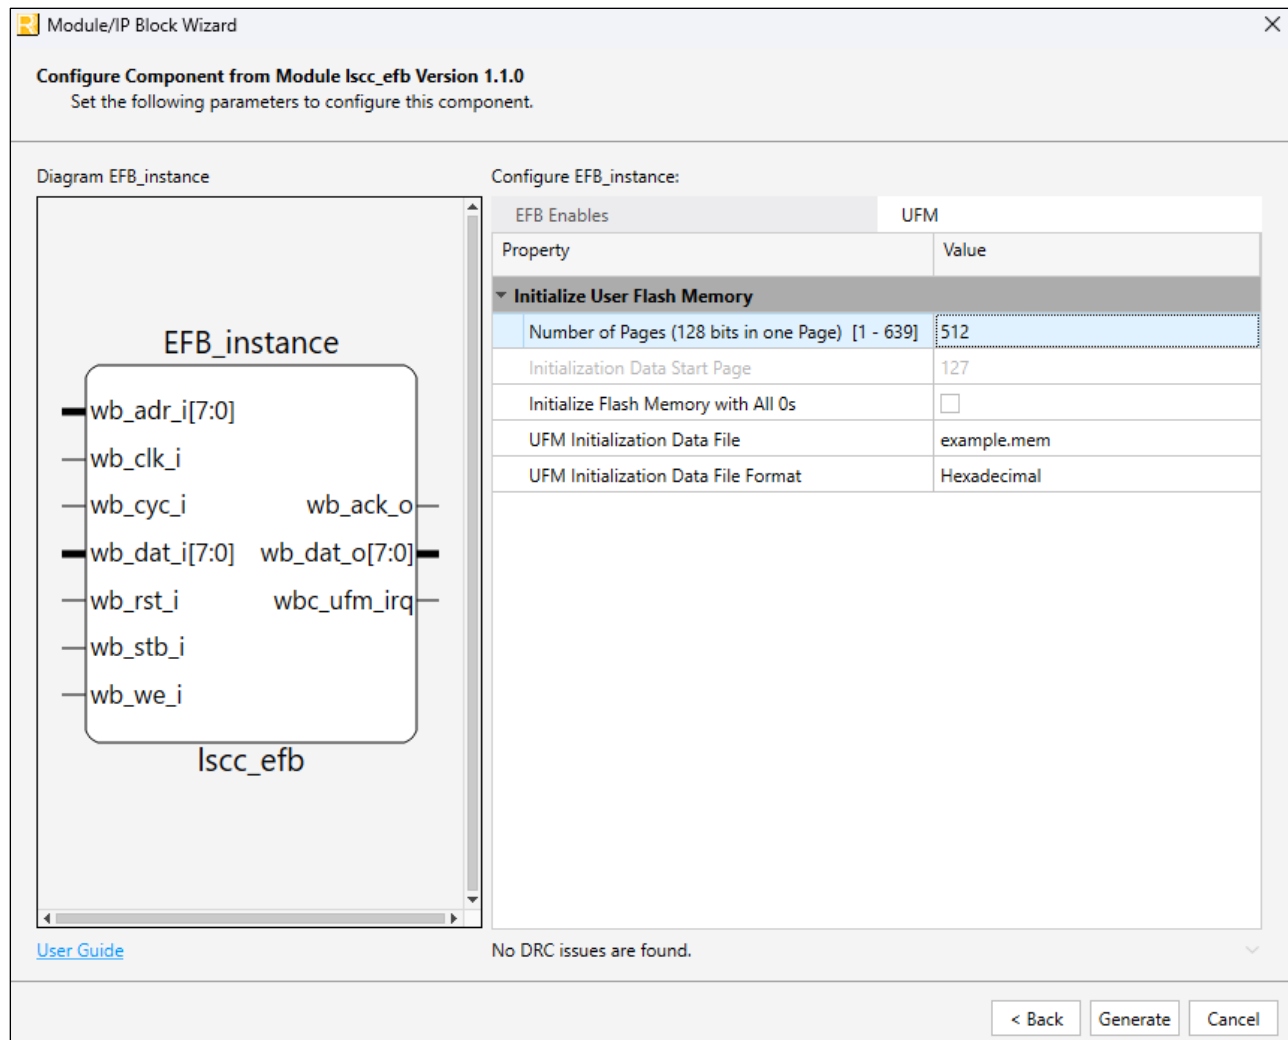 Module/IP Block Wizard
Configure Component from Module lscc_efb Version 1.1.0
Set the following parameters to configure this component.
Diagram EFB_instance
EFB_instance
wb_adr_i[7:0]
wb_clk_i
wb_cyc_i wb_ack_o
wb_dat_i[7:0] wb_dat_o[7:0]
wb_rst_i wbc_ufm_irq
wb_stb_i
wb_we_i
lscc_efb
User Guide
Configure EFB_instance:
EFB Enables UFM
Property Value
Initialize User Flash Memory
Number of Pages (128 bits in one Page) [1 - 639] 512
Initialization Data Start Page 127
Initialize Flash Memory with All 0s
UFM Initialization Data File example.mem
UFM Initialization Data File Format Hexadecimal
No DRC issues are found.
< Back Generate Cancel